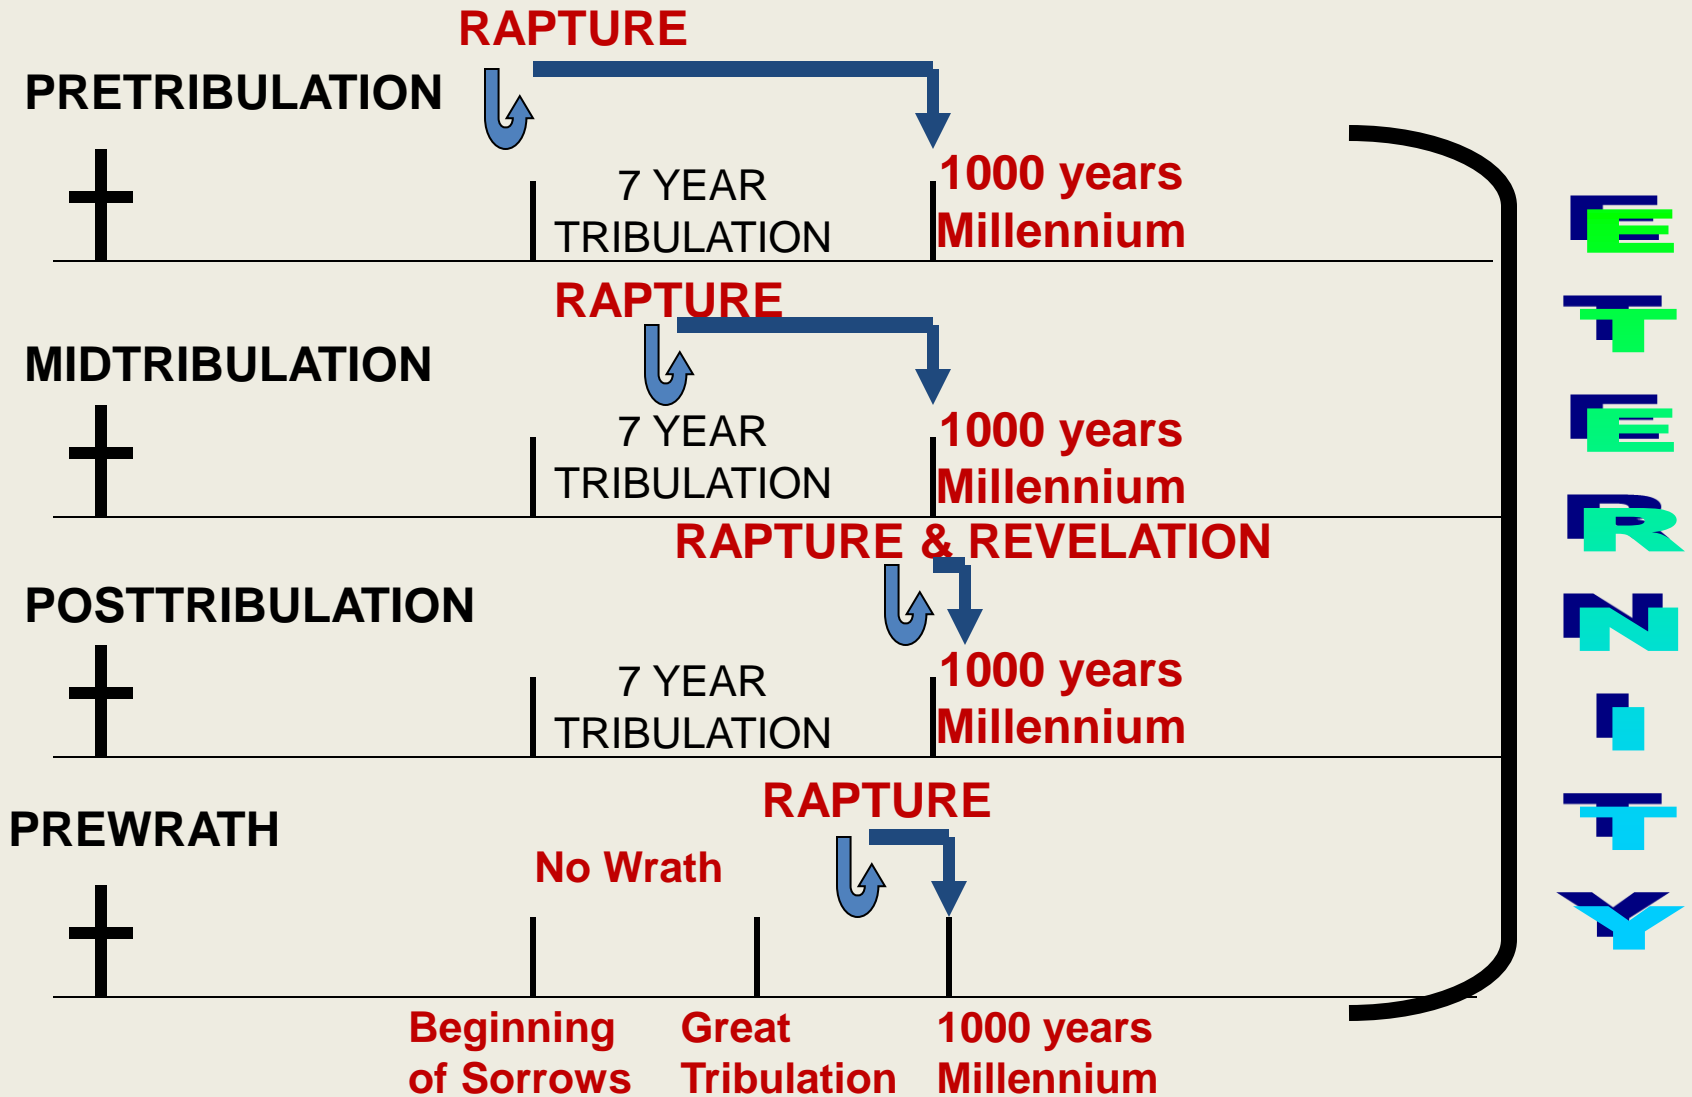 RAPTURE
PRETRIBULATION
7 YEAR
TRIBULATION
1000 years
Millennium
RAPTURE
MIDTRIBULATION
7 YEAR
TRIBULATION
1000 years
Millennium
RAPTURE & REVELATION
POSTTRIBULATION
7 YEAR
TRIBULATION
1000 years
Millennium
RAPTURE
PREWRATH
No Wrath
Beginning
of Sorrows
Great
Tribulation
1000 years
Millennium
ETERNITY